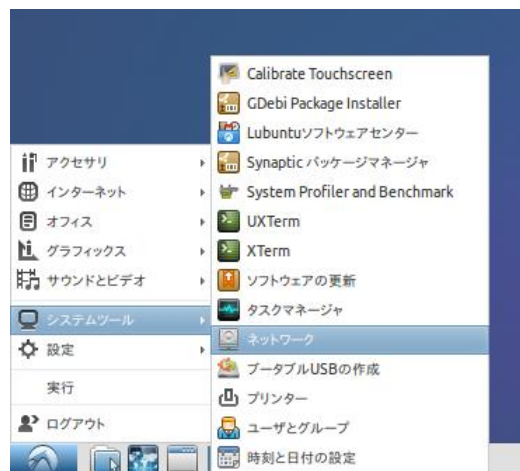 アクセサリ
インターネット
オフィス
グラフィックス
サウンドとビデオ
システムツール
設定
実行
ログアウト
Calibrate Touchscreen
GDebi Package Installer
Lubuntuソフトウェアセンター
Synaptic パッケージマネージャ
System Profiler and Benchmark
UXTerm
XTerm
ソフトウェアの更新
タスクマネージャ
ネットワーク
ブータブルUSBの作成
プリンター
ユーザとグループ
時刻と日付の設定